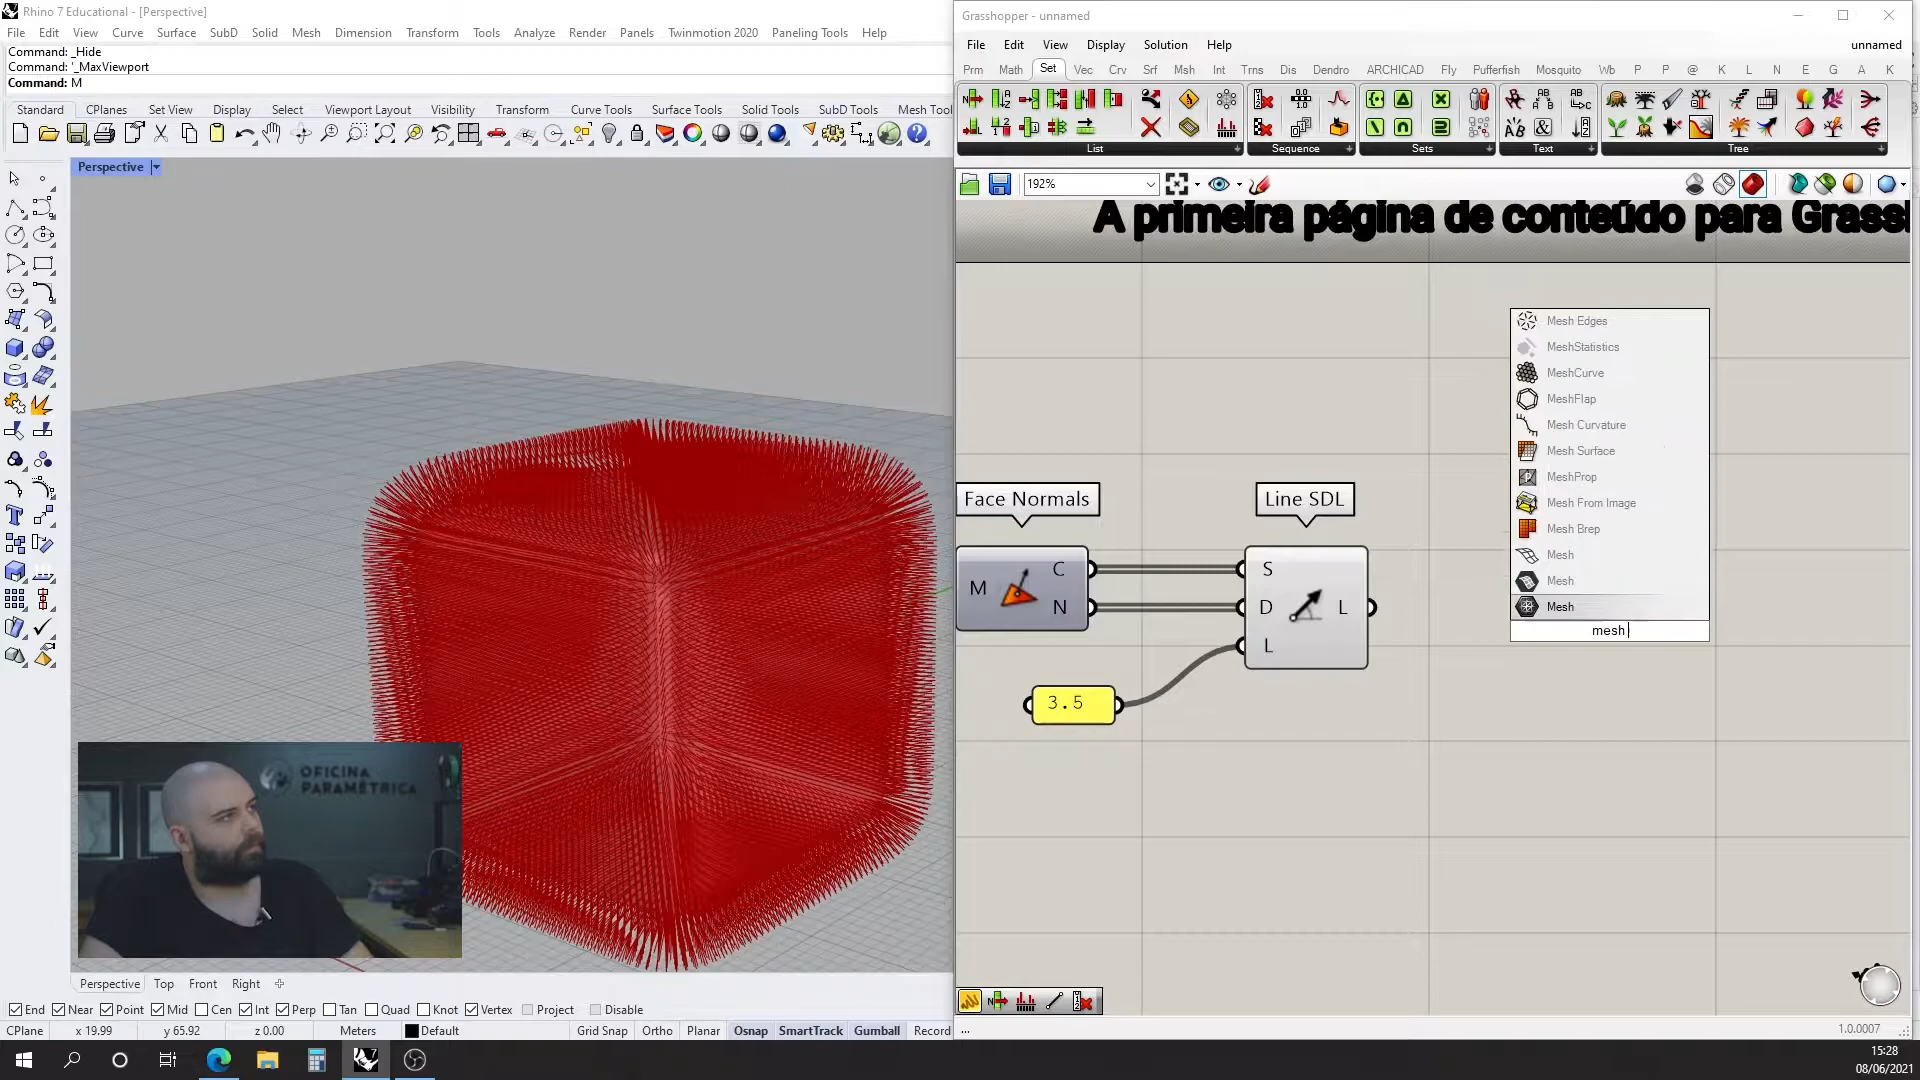 Rhino 7 Educational - [Perspective]
File Edit View Curve Surface SubD Solid Mesh Dimension Transform Tools Analyze Render Panels Twinmotion 2020 Paneling Tools Help
Command: _Hide
Command: '_MaxViewport
Command: M
Standard CPlanes Set View Display Select Viewport Layout Visibility Transform Curve Tools Surface Tools Solid Tools SubD Tools Mesh Tool
Perspective
OFICINA
PARAMÉTRICA
Perspective Top Front Right
End Near Point Mid Cen Int Perp Tan Quad Knot Vertex Project Disable
CPlane x 19.99 y 65.92 z 0.00 Meters Default Grid Snap Ortho Planar Osnap SmartTrack Gumball Record
Grasshopper - unnamed
File Edit View Display Solution Help unnamed
Prm Math Set Vec Crv Srf Msh Int Trns Dis Dendro ARCHICAD Fly Pufferfish Mosquito Wb P P @ K L N E G A K
List Sequence Sets Text Tree
192%
A primeira página de conteúdo para Grass
Mesh Edges
MeshStatistics
MeshCurve
MeshFlap
Mesh Curvature
Mesh Surface
MeshProp
Mesh From Image
Mesh Brep
Mesh
Mesh
Mesh
mesh
Face Normals
Line SDL
M C N
S D L L
3.5
...
1.0.0007
15:28
08/06/2021